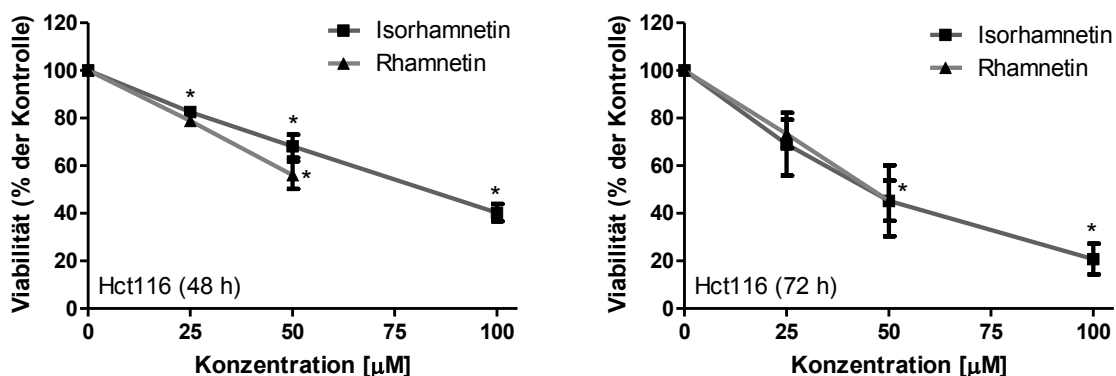 120
100
80
60
40
20
0
Viabilität (% der Kontrolle)
Isorhamnetin
Rhamnetin
*
*
*
*
Hct116 (48 h)
0 25 50 75 100
Konzentration [µM]
120
100
80
60
40
20
0
Viabilität (% der Kontrolle)
Isorhamnetin
Rhamnetin
*
*
Hct116 (72 h)
0 25 50 75 100
Konzentration [µM]